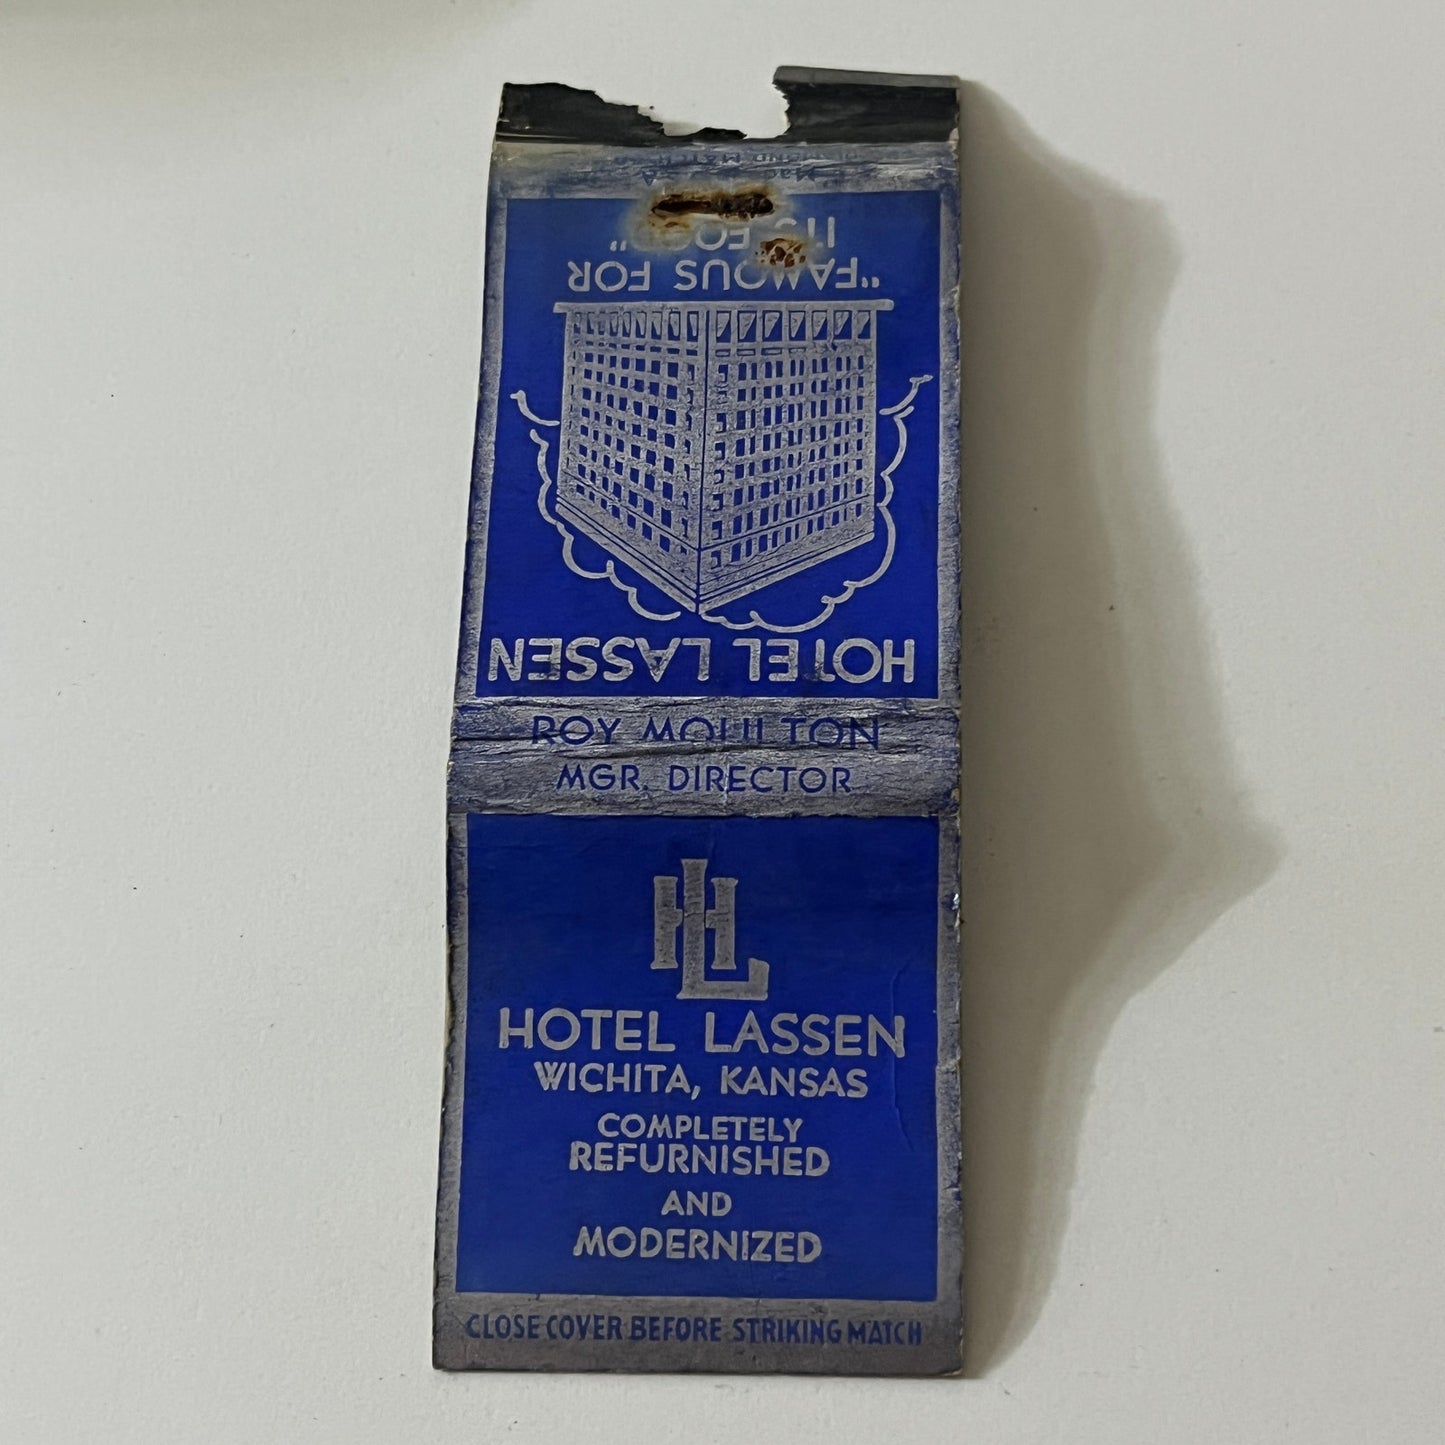 HOTEL LASSEN
"FAMOUS FOR
ITS FOOD"
ROY MOULTON
MGR. DIRECTOR
HL
HOTEL LASSEN
WICHITA, KANSAS
COMPLETELY
REFURNISHED
AND
MODERNIZED
CLOSE COVER BEFORE STRIKING MATCH